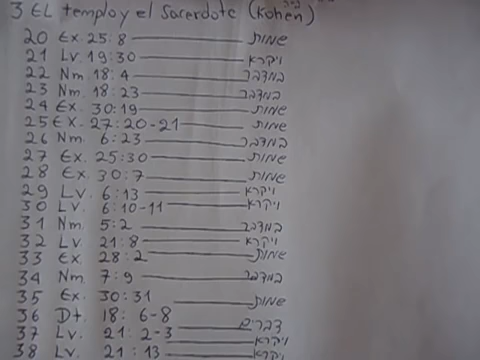 3 EL templo y el Sacerdote (Kohen)
20 Ex. 25:8 שמות
21 Lv. 19:30 ויקרא
22 Nm. 18:4 במדבר
23 Nm. 18:23 במדבר
24 Ex. 30:19 שמות
25 Ex. 27:20-21 שמות
26 Nm. 6:23 במדבר
27 Ex. 25:30 שמות
28 Ex. 30:7 שמות
29 Lv. 6:13 ויקרא
30 Lv. 6:10-11 ויקרא
31 Nm. 5:2 במדבר
32 Lv. 21:8 ויקרא
33 Ex. 28:2 שמות
34 Nm. 7:9 במדבר
35 Ex. 30:31 שמות
36 Dt. 18:6-8 דברים
37 Lv. 21:2-3 ויקרא
38 Lv. 21:13 ויקרא